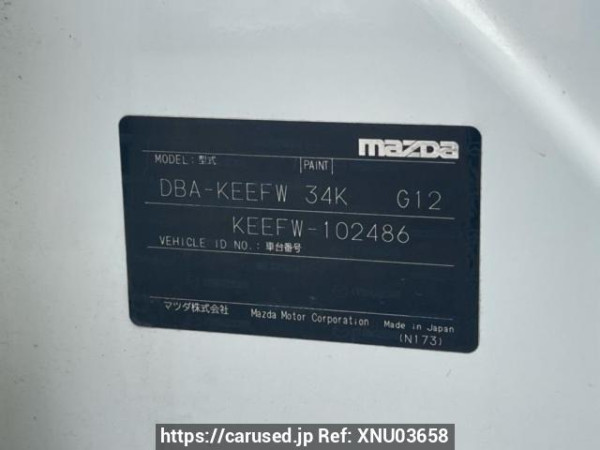 mazda
MODEL: 型式 PAINT
DBA-KEEFW 34K G12
KEEFW-102486
VEHICLE ID NO.: 車台番号
マツダ株式会社 Mazda Motor Corporation Made in Japan
(N173)
https://carused.jp Ref: XNU03658